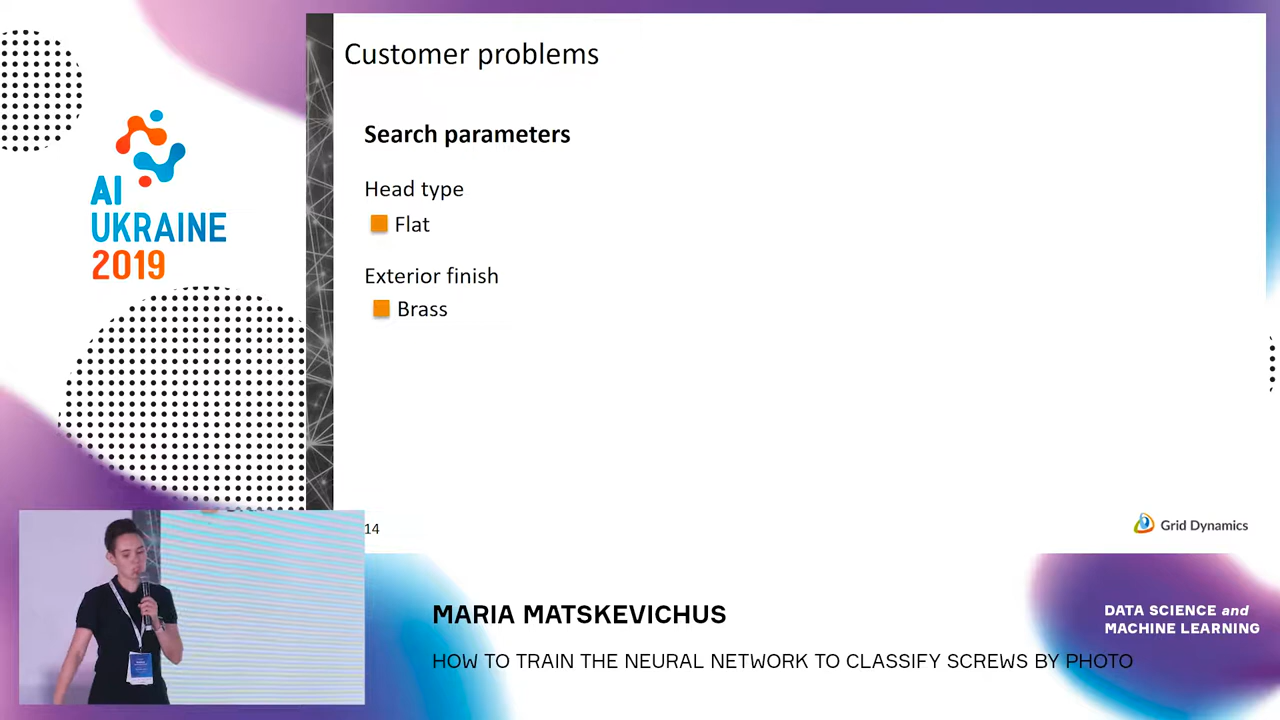 Customer problems
Search parameters
Head type
Flat
Exterior finish
Brass
14
Grid Dynamics
AI
UKRAINE
2019
MARIA MATSKEVICHUS
HOW TO TRAIN THE NEURAL NETWORK TO CLASSIFY SCREWS BY PHOTO
DATA SCIENCE and
MACHINE LEARNING